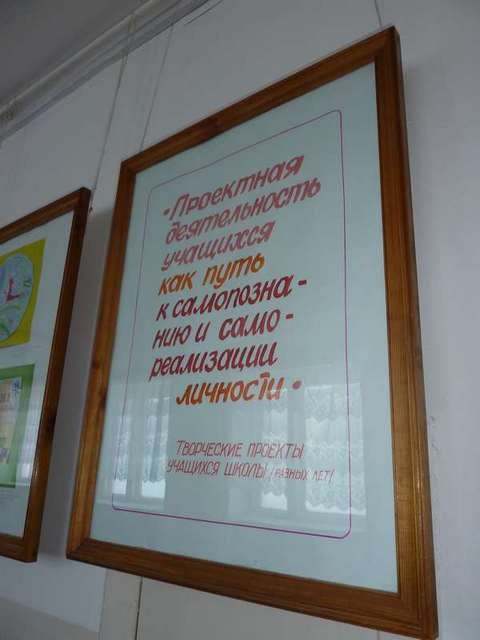 • Проектная
деятельность
учащихся
как путь
к самопозна-
нию и само-
реализации
личности •
Творческие проекты
учащихся школы (разных лет)